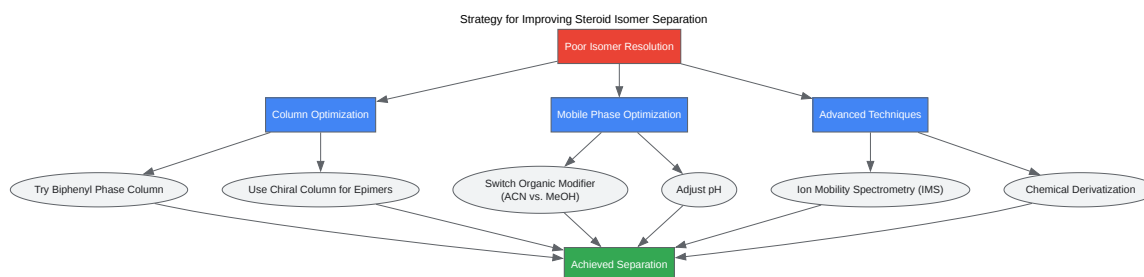 Strategy for Improving Steroid Isomer Separation
Poor Isomer Resolution
Column Optimization
Mobile Phase Optimization
Advanced Techniques
Try Biphenyl Phase Column
Use Chiral Column for Epimers
Switch Organic Modifier
(ACN vs. MeOH)
Adjust pH
Ion Mobility Spectrometry (IMS)
Chemical Derivatization
Achieved Separation